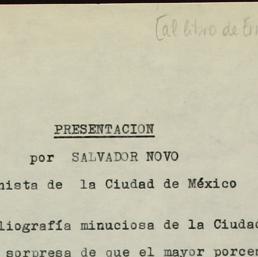 [al libro de
PRESENTACION
por SALVADOR NOVO
nista de la Ciudad de México
liografía minuciosa de la Ciudad
sorpresa de que el mayor porcen